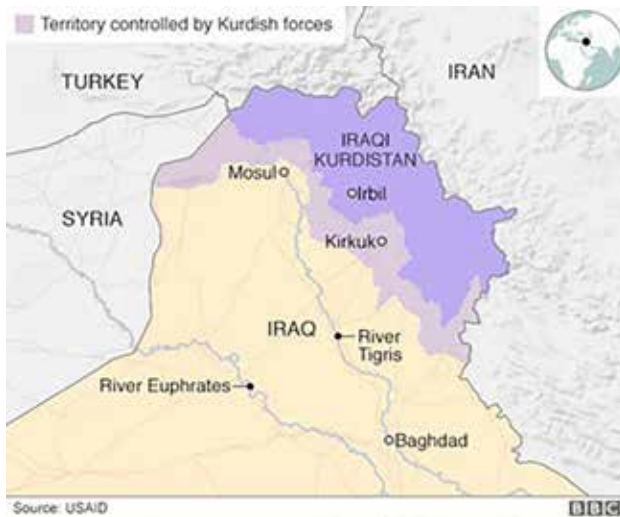 Territory controlled by Kurdish forces
TURKEY
IRAN
IRAQI
KURDISTAN
Mosul
Irbil
SYRIA
Kirkuk
IRAQ
River
Tigris
River Euphrates
Baghdad
Source: USAID
BBC